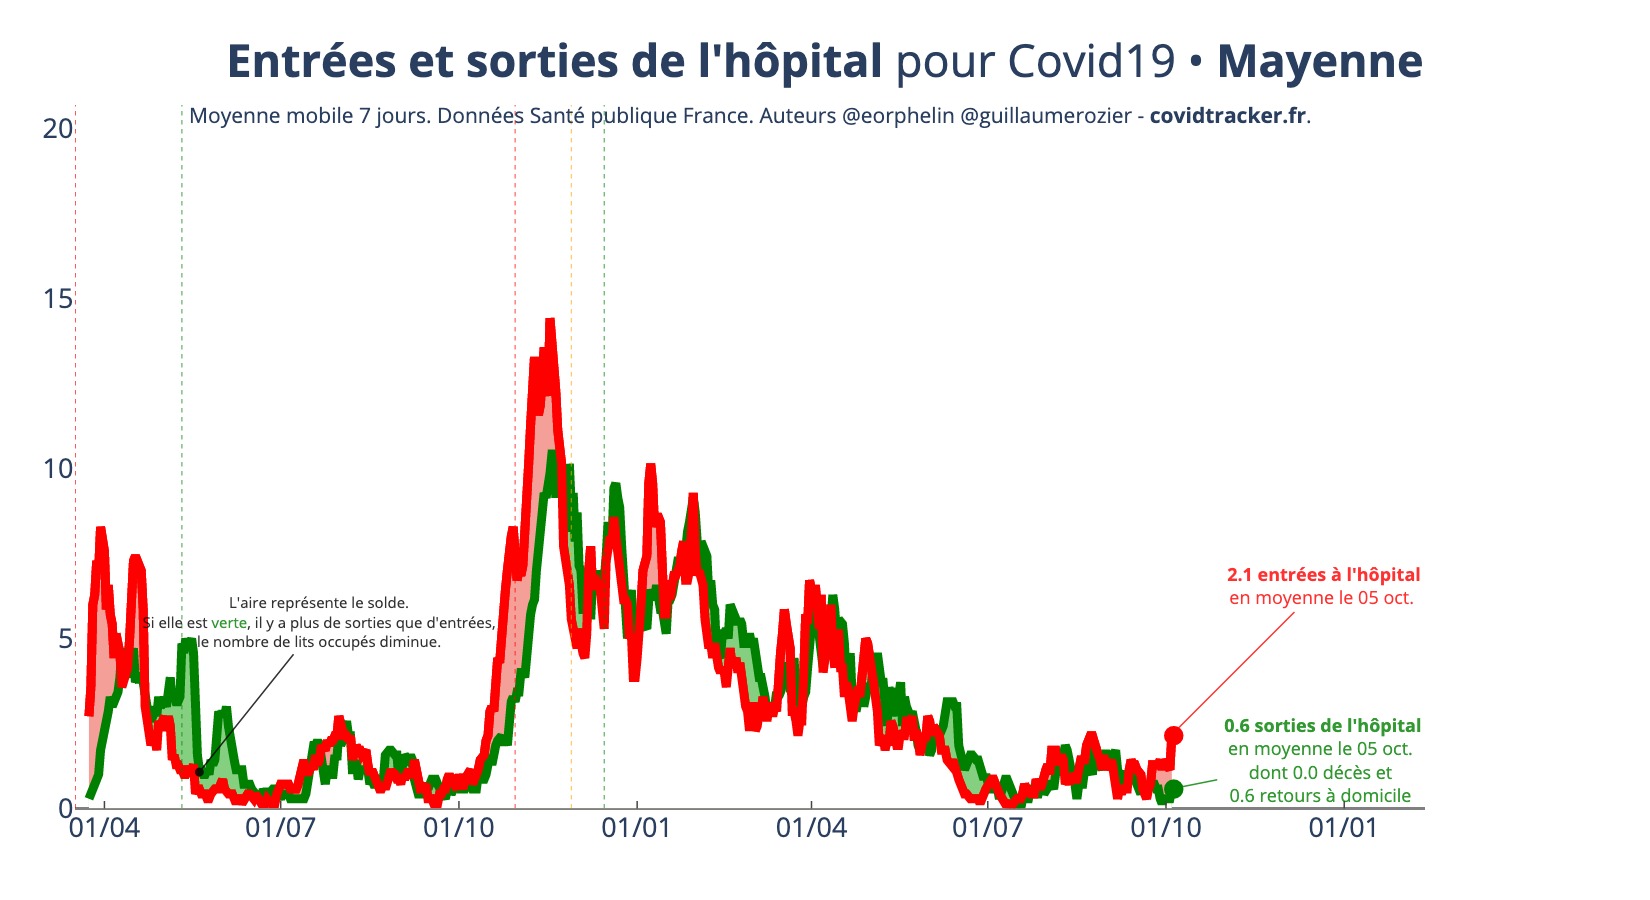 Entrées et sorties de l'hôpital pour Covid19 • Mayenne
Moyenne mobile 7 jours. Données Santé publique France. Auteurs @eorphelin @guillaumerozier - covidtracker.fr.
20
15
10
5
0
L'aire représente le solde.
Si elle est verte, il y a plus de sorties que d'entrées,
le nombre de lits occupés diminue.
2.1 entrées à l'hôpital
en moyenne le 05 oct.
0.6 sorties de l'hôpital
en moyenne le 05 oct.
dont 0.0 décès et
0.6 retours à domicile
01/04
01/07
01/10
01/01
01/04
01/07
01/10
01/01